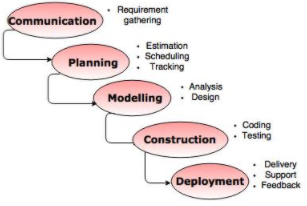 Communication
• Requirement
gathering
Planning
• Estimation
• Scheduling
• Tracking
Modelling
• Analysis
• Design
Construction
• Coding
• Testing
Deployment
• Delivery
• Support
• Feedback